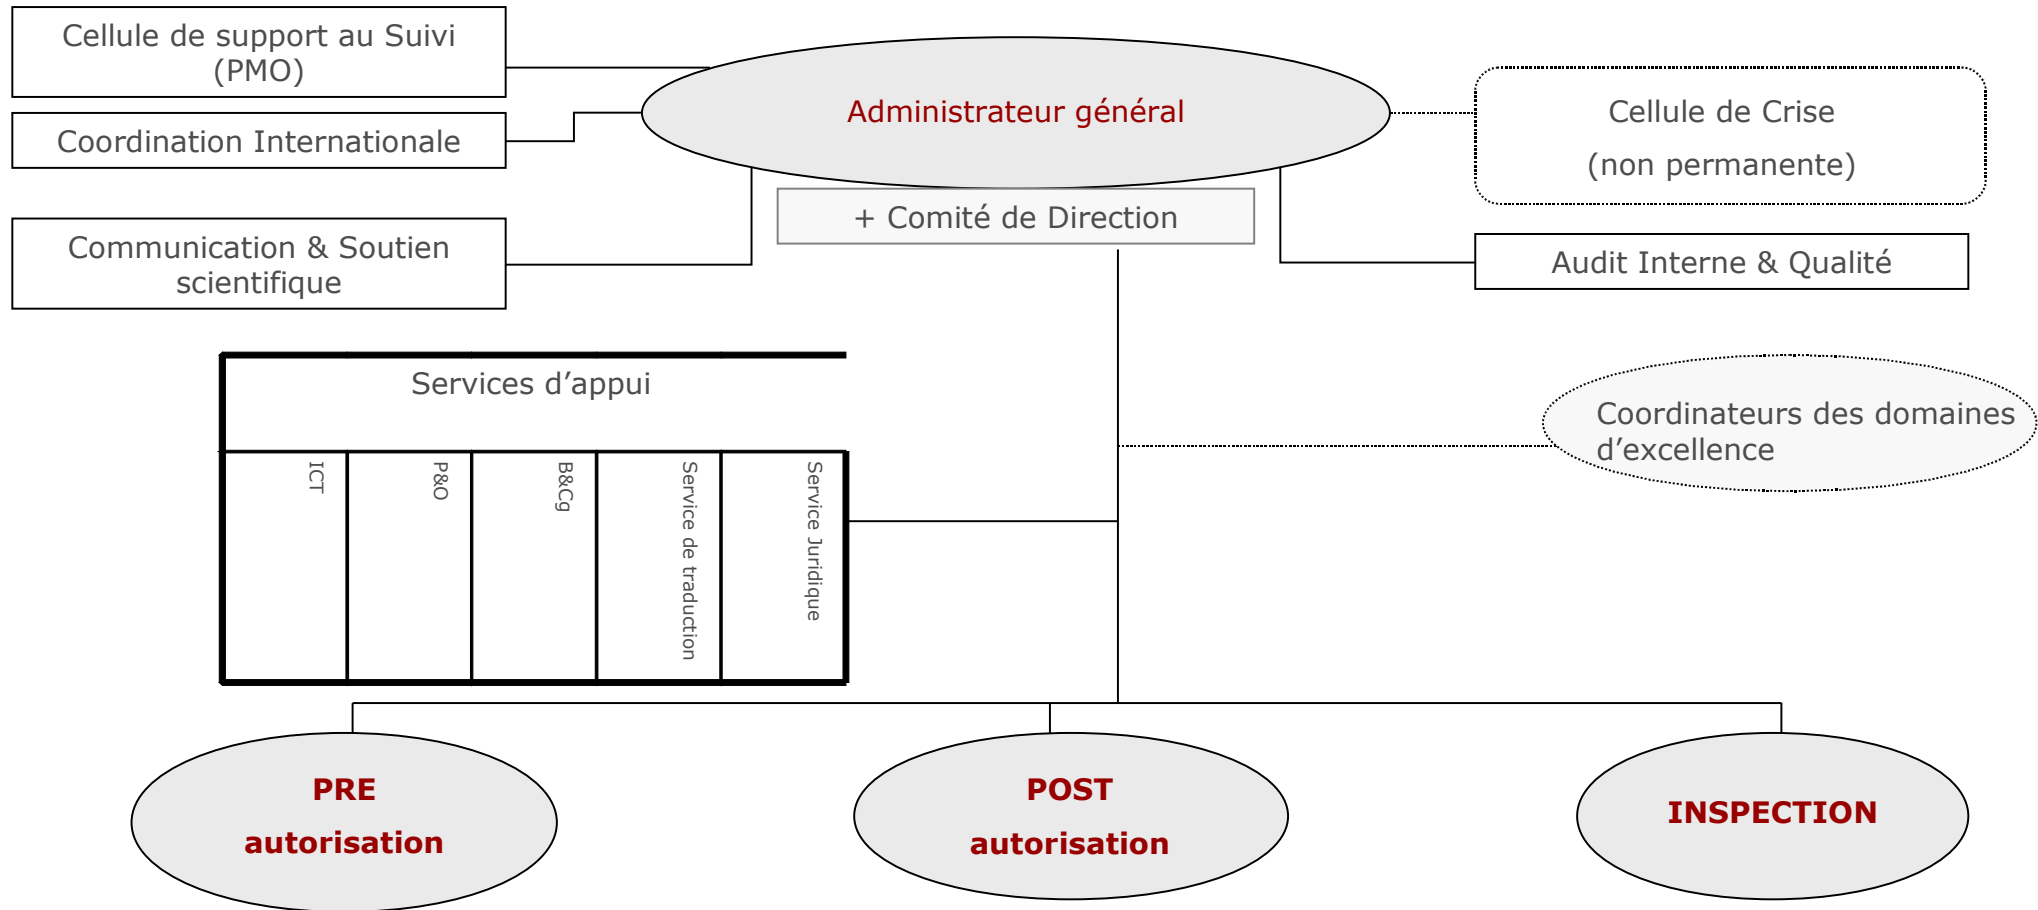 Cellule de support au Suivi
(PMO)
Administrateur général
Cellule de Crise
(non permanente)
Coordination Internationale
+ Comité de Direction
Communication & Soutien
scientifique
Audit Interne & Qualité
Services d’appui
Coordinateurs des domaines
d’excellence
ICT
P&O
B&Cg
Service de traduction
Service Juridique
PRE
autorisation
POST
autorisation
INSPECTION